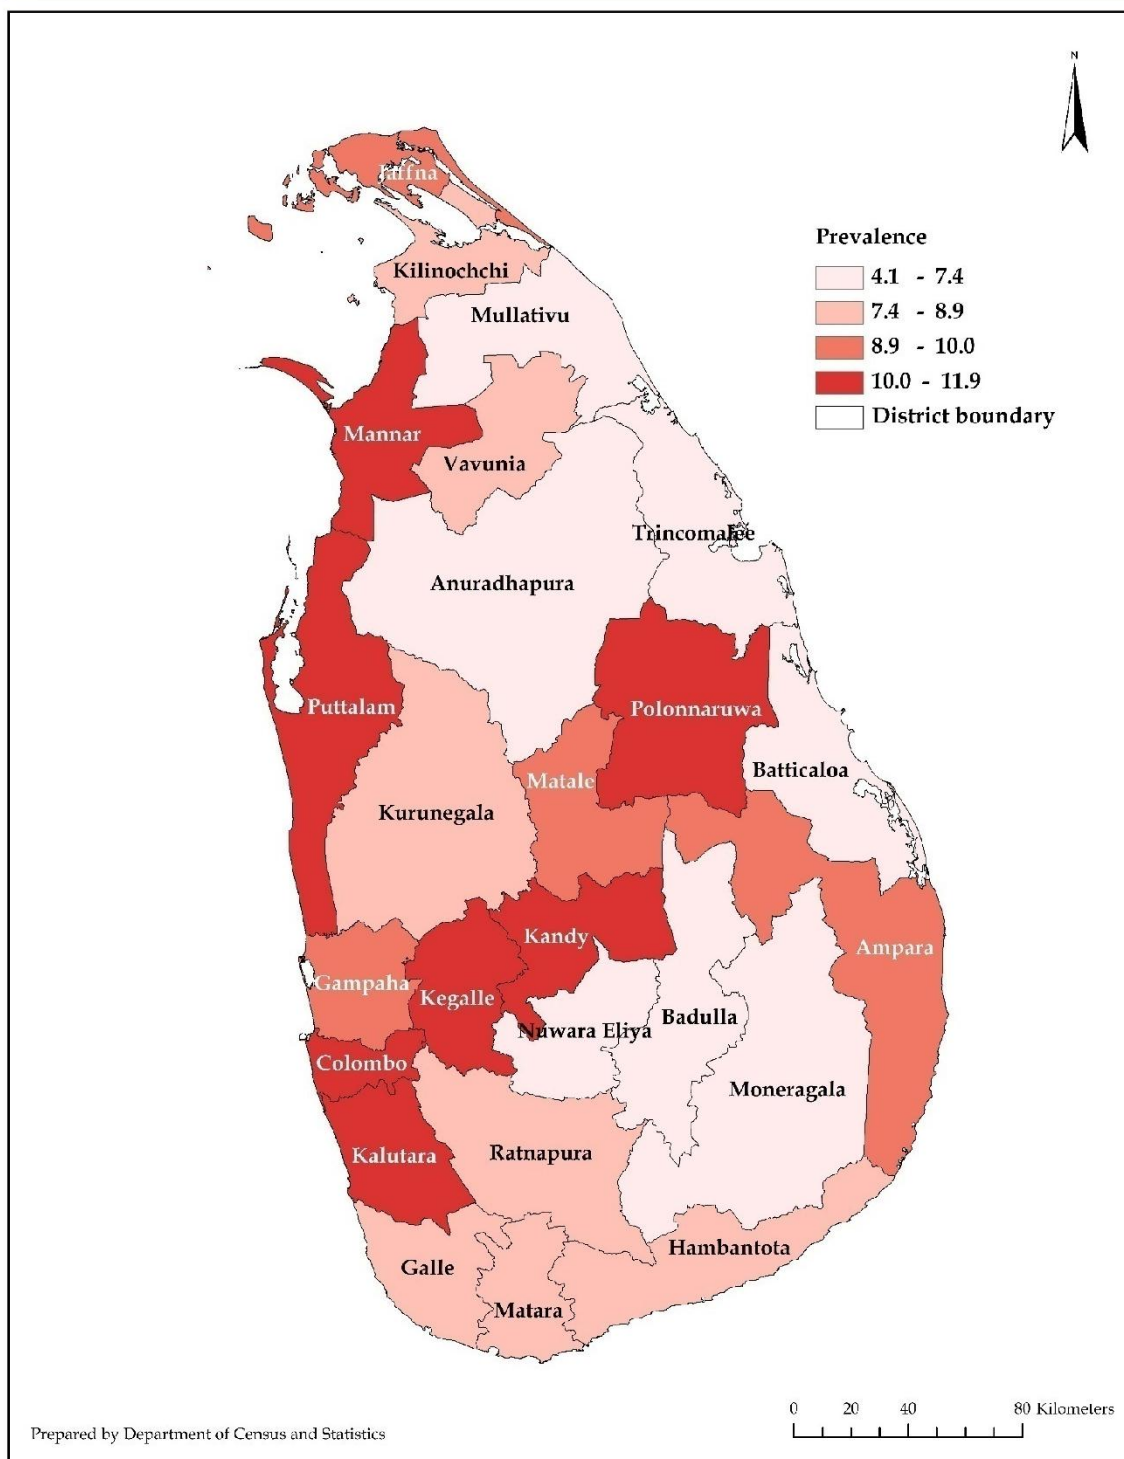 N
Jaffna
Prevalence
Kilinochchi
4.1 - 7.4
Mullativu
7.4 - 8.9
8.9 - 10.0
10.0 - 11.9
District boundary
Mannar
Vavunia
Trincomalee
Anuradhapura
Puttalam
Polonnaruwa
Batticaloa
Matale
Kurunegala
Kandy
Ampara
Gampaha
Kegalle
Badulla
Nuwara Eliya
Colombo
Moneragala
Kalutara
Ratnapura
Hambantota
Galle
Matara
0 20 40 80 Kilometers
Prepared by Department of Census and Statistics